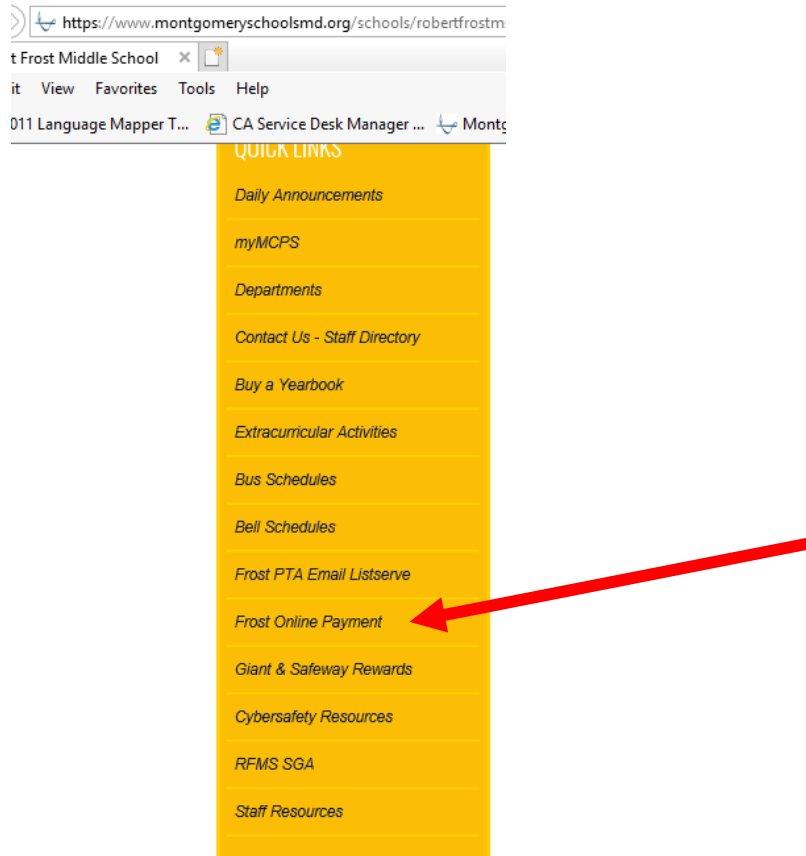 https://www.montgomeryschoolsmd.org/schools/robertfrostm
t Frost Middle School
it View Favorites Tools Help
011 Language Mapper T... CA Service Desk Manager ... Montg
QUICK LINKS
Daily Announcements
myMCPS
Departments
Contact Us - Staff Directory
Buy a Yearbook
Extracurricular Activities
Bus Schedules
Bell Schedules
Frost PTA Email Listserve
Frost Online Payment
Giant & Safeway Rewards
Cybersafety Resources
RFMS SGA
Staff Resources